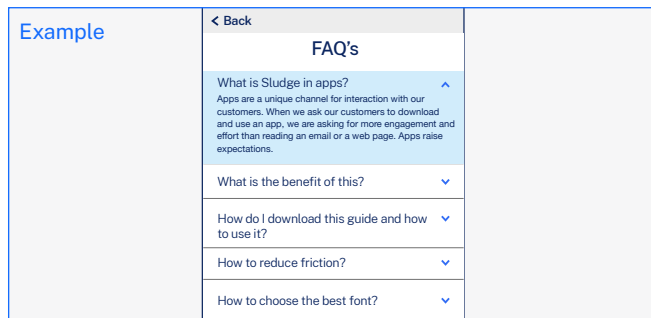 Example
Back
FAQ's
What is Sludge in apps?
Apps are a unique channel for interaction with our
customers. When we ask our customers to download
and use an app, we are asking for more engagement and
effort than reading an email or a web page. Apps raise
expectations.
What is the benefit of this?
How do I download this guide and how
to use it?
How to reduce friction?
How to choose the best font?